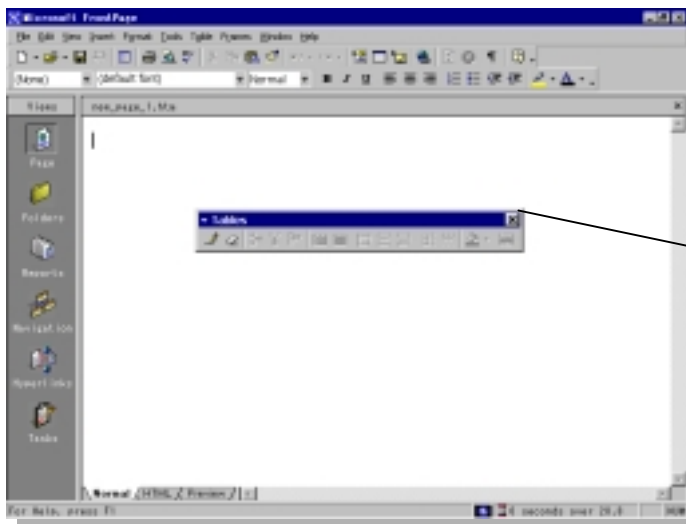 Microsoft FrontPage
File Edit View Insert Format Tools Table Frames Window Help
(None) (default font) Normal B I U A
Views new_page_1.htm
Page
Folders
Tables
Reports
Navigation
Hyperlinks
Tasks
Normal HTML Preview
For Help, press F1 seconds over 28.8 NUM